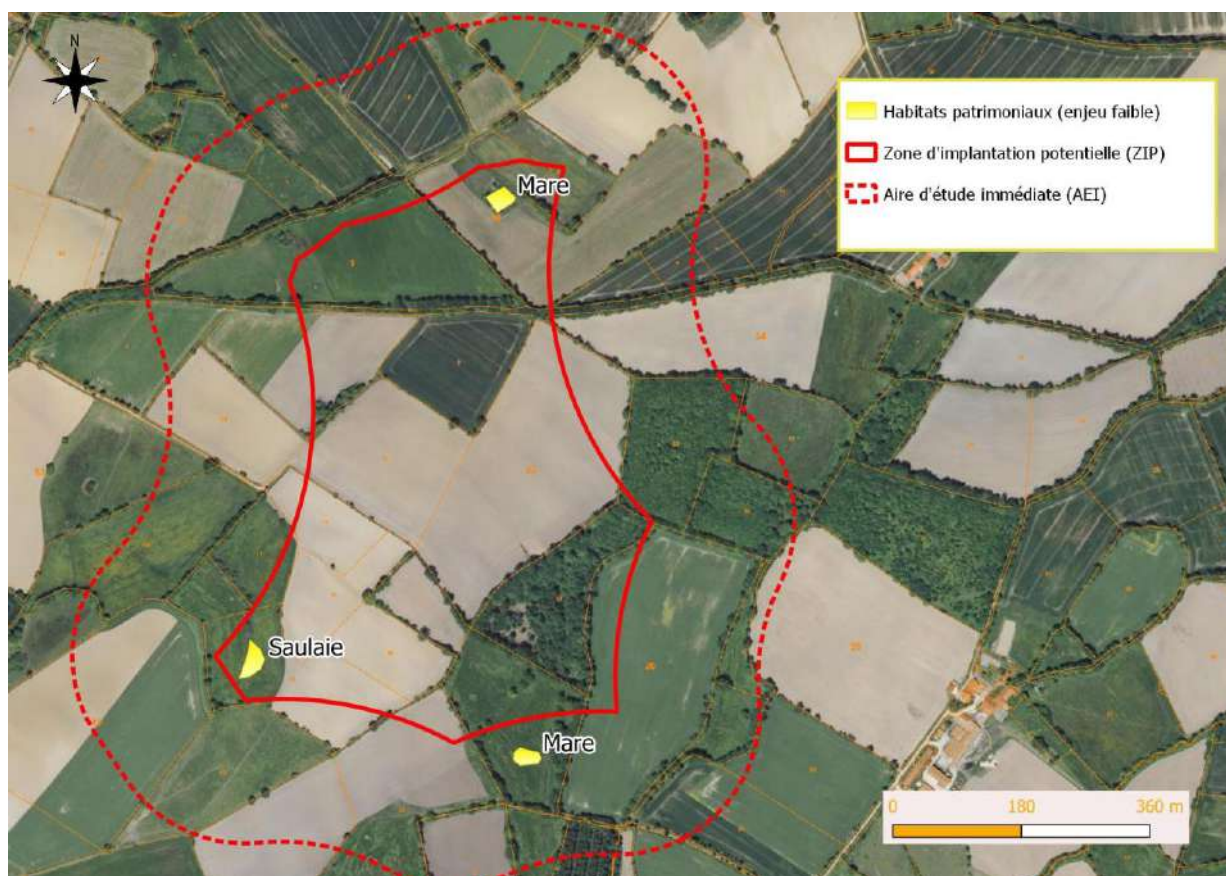 N
Habitats patrimoniaux (enjeu faible)
Zone d'implantation potentielle (ZIP)
Aire d'étude immédiate (AEI)
Mare
Saulaie
Mare
0 180 360 m